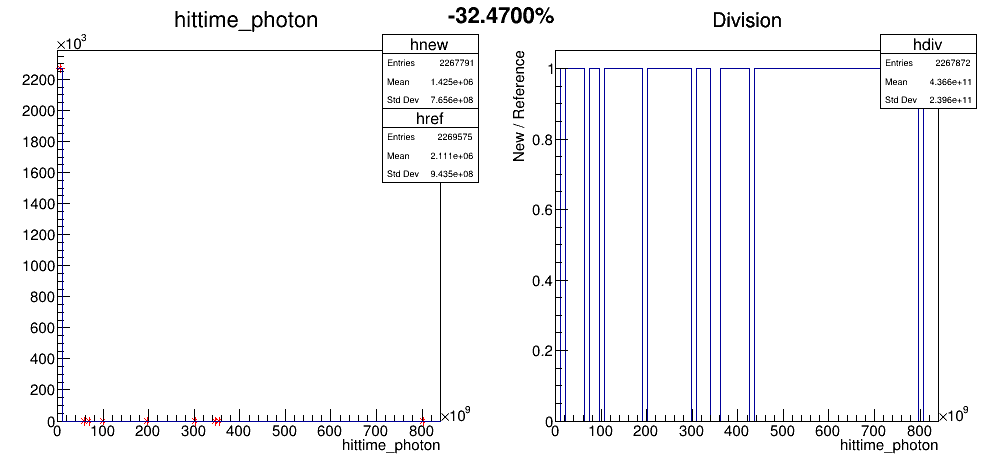 -32.4700%
hittime_photon
×10³
hnew
Entries 2267791
Mean 1.425e+06
Std Dev 7.656e+08
href
Entries 2269575
Mean 2.111e+06
Std Dev 9.435e+08
2200
2000
1800
1600
1400
1200
1000
800
600
400
200
0
0 100 200 300 400 500 600 700 800
×10⁹
hittime_photon
Division
hdiv
Entries 2267872
Mean 4.366e+11
Std Dev 2.396e+11
New / Reference
1
0.8
0.6
0.4
0.2
0
0 100 200 300 400 500 600 700 800
×10⁹
hittime_photon